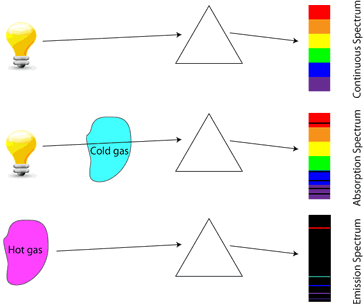 Continuous Spectrum
Cold gas
Absorption Spectrum
Hot gas
Emission Spectrum